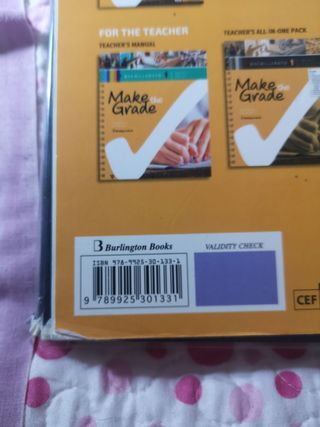 FOR THE TEACHER
TEACHER'S MANUAL
TEACHER'S ALL-IN-ONE PACK
Make the
Grade
Make the
Grade
B Burlington Books
VALIDITY CHECK
ISBN 978-9925-30-133-1
9 789925 301331
CEF